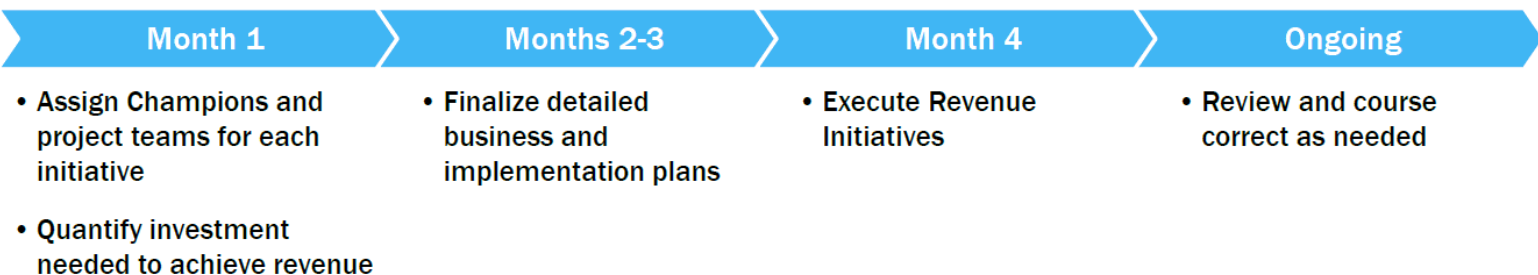 Month 1
Months 2-3
Month 4
Ongoing
• Assign Champions and
project teams for each
initiative
• Quantify investment
needed to achieve revenue
• Finalize detailed
business and
implementation plans
• Execute Revenue
Initiatives
• Review and course
correct as needed